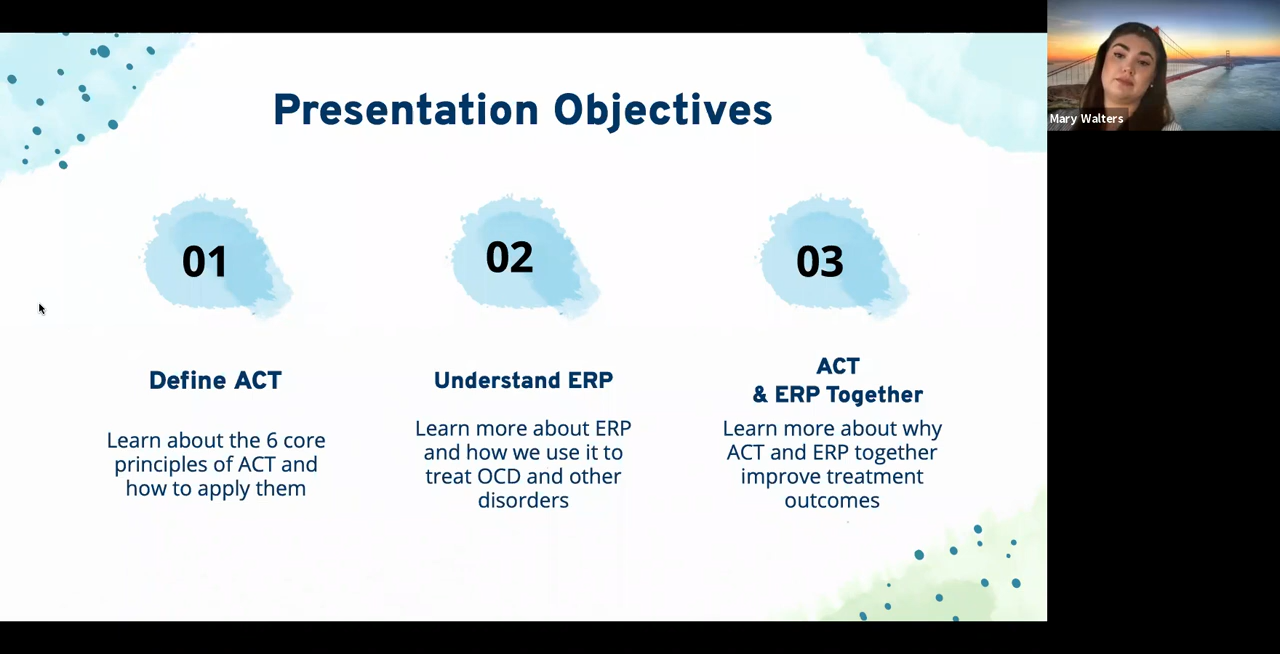 Presentation Objectives
01
Define ACT
Learn about the 6 core
principles of ACT and
how to apply them
02
Understand ERP
Learn more about ERP
and how we use it to
treat OCD and other
disorders
03
ACT
& ERP Together
Learn more about why
ACT and ERP together
improve treatment
outcomes
Mary Walters